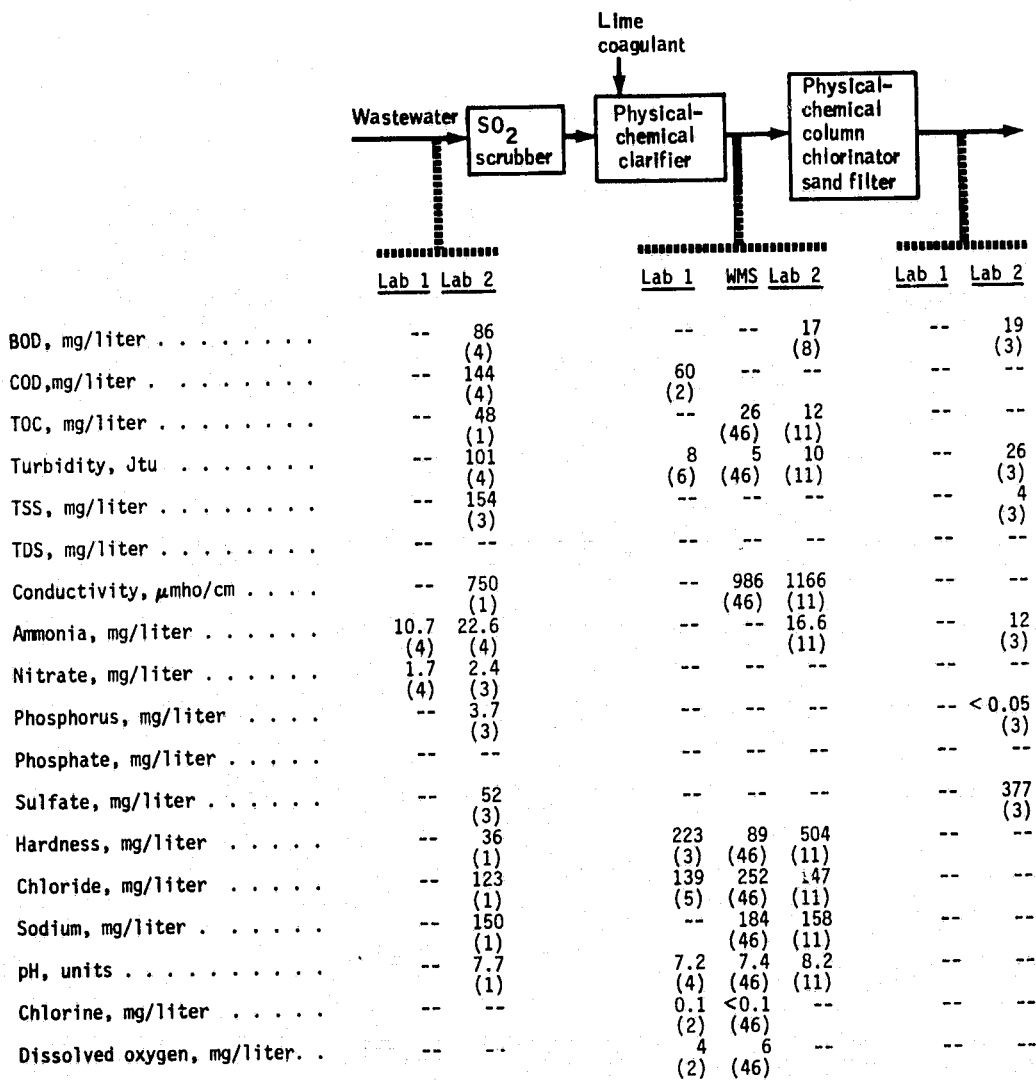 Lime
coagulant
Wastewater
SO2
scrubber
Physical-
chemical
clarifier
Physical-
chemical
column
chlorinator
sand filter
Lab 1 Lab 2 Lab 1 WMS Lab 2 Lab 1 Lab 2
BOD, mg/liter . . . . . . . . -- 86 -- -- 17 -- 19
(4) (8) (3)
COD,mg/liter . . . . . . . . -- 144 60 -- -- -- --
(4) (2)
TOC, mg/liter . . . . . . . . -- 48 -- 26 12 -- --
(1) (46) (11)
Turbidity, Jtu . . . . . . . -- 101 8 5 10 -- 26
(4) (6) (46) (11) (3)
TSS, mg/liter . . . . . . . . -- 154 -- -- -- -- 4
(3) (3)
TDS, mg/liter . . . . . . . . -- -- -- -- -- -- --
Conductivity, µmho/cm . . . . -- 750 -- 986 1166 -- --
(1) (46) (11)
Ammonia, mg/liter . . . . . . 10.7 22.6 -- -- 16.6 -- 12
(4) (4) (11) (3)
Nitrate, mg/liter . . . . . . 1.7 2.4 -- -- -- -- --
(4) (3)
Phosphorus, mg/liter . . . . -- 3.7 -- -- -- -- <0.05
(3) (3)
Phosphate, mg/liter . . . . . -- -- -- -- -- -- --
Sulfate, mg/liter . . . . . . -- 52 -- -- -- -- 377
(3) (3)
Hardness, mg/liter . . . . . -- 36 223 89 504 -- --
(1) (3) (46) (11)
Chloride, mg/liter . . . . . -- 123 139 252 147 -- --
(1) (5) (46) (11)
Sodium, mg/liter . . . . . . -- 150 -- 184 158 -- --
(1) (46) (11)
pH, units . . . . . . . . . . -- 7.7 7.2 7.4 8.2 -- --
(1) (4) (46) (11)
Chlorine, mg/liter . . . . . -- -- 0.1 <0.1 -- -- --
(2) (46)
Dissolved oxygen, mg/liter. . -- -- 4 6 -- -- --
(2) (46)